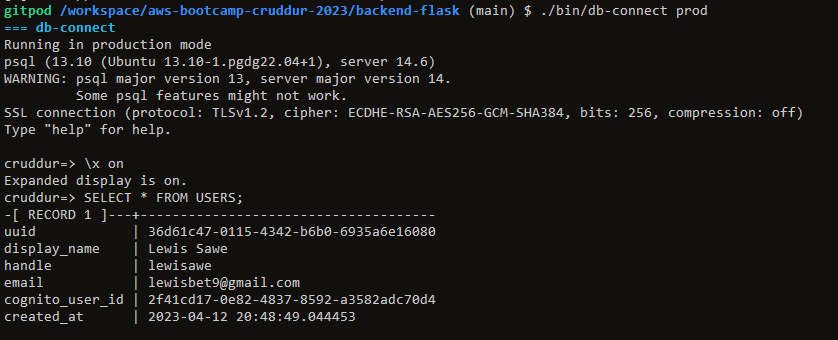 gitpod /workspace/aws-bootcamp-cruddur-2023/backend-flask (main) $ ./bin/db-connect prod
=== db-connect
Running in production mode
psql (13.10 (Ubuntu 13.10-1.pgdg22.04+1), server 14.6)
WARNING: psql major version 13, server major version 14.
         Some psql features might not work.
SSL connection (protocol: TLSv1.2, cipher: ECDHE-RSA-AES256-GCM-SHA384, bits: 256, compression: off)
Type "help" for help.

cruddur=> \x on
Expanded display is on.
cruddur=> SELECT * FROM USERS;
-[ RECORD 1 ]---+-------------------------------------
uuid            | 36d61c47-0115-4342-b6b0-6935a6e16080
display_name    | Lewis Sawe
handle          | lewisawe
email           | lewisbet9@gmail.com
cognito_user_id | 2f41cd17-0e82-4837-8592-a3582adc70d4
created_at      | 2023-04-12 20:48:49.044453